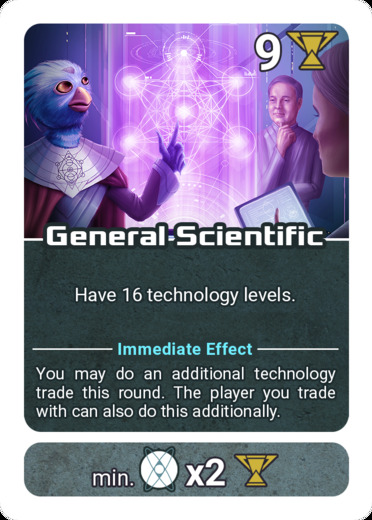 9
General Scientific
Have 16 technology levels.
Immediate Effect
You may do an additional technology
trade this round. The player you trade
with can also do this additionally.
min. x2